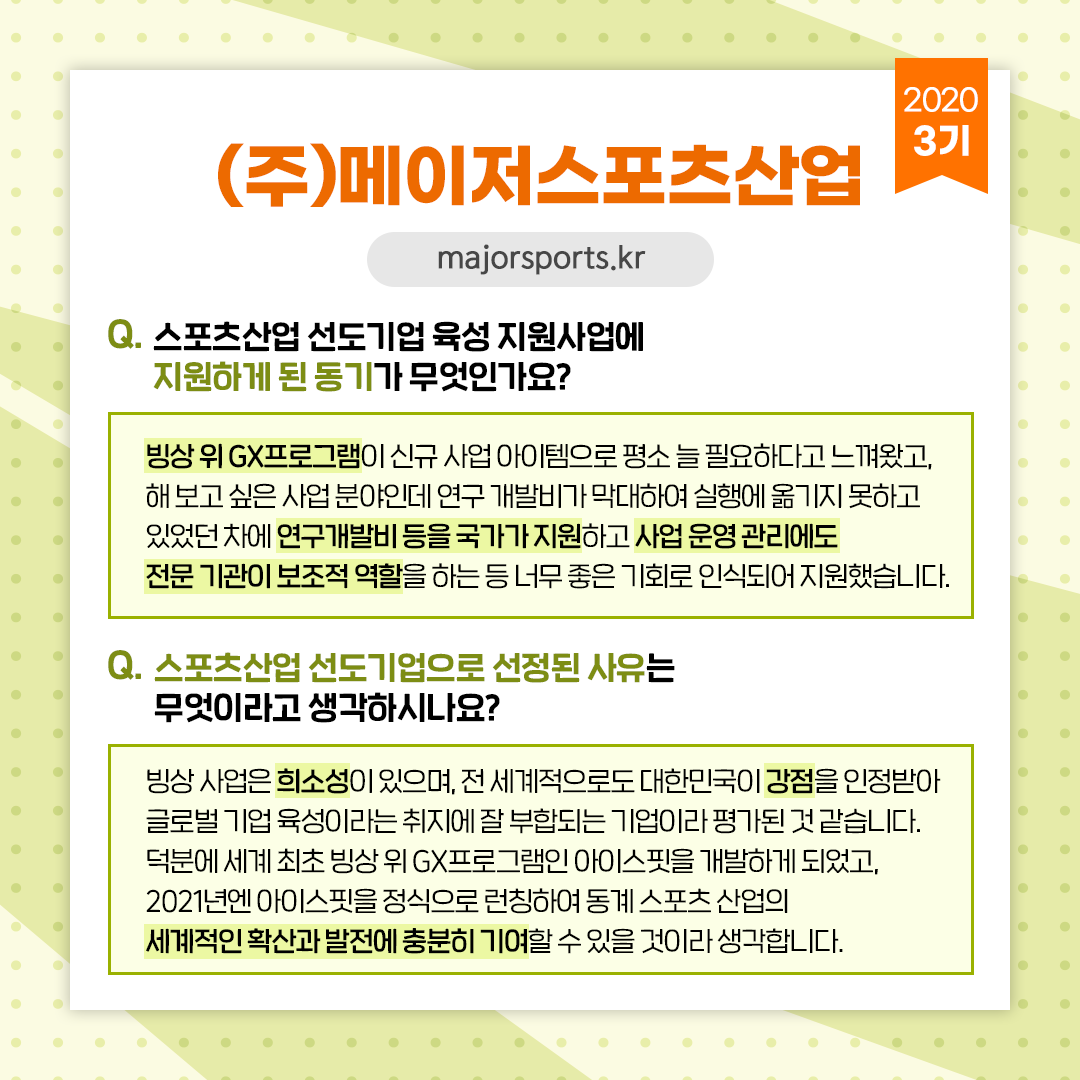 2020
3기
(주)메이저스포츠산업
majorsports.kr
Q. 스포츠산업 선도기업 육성 지원사업에
지원하게 된 동기가 무엇인가요?
빙상 위 GX프로그램이 신규 사업 아이템으로 평소 늘 필요하다고 느껴왔고,
해 보고 싶은 사업 분야인데 연구 개발비가 막대하여 실행에 옮기지 못하고
있었던 차에 연구개발비 등을 국가가 지원하고 사업 운영 관리에도
전문 기관이 보조적 역할을 하는 등 너무 좋은 기회로 인식되어 지원했습니다.
Q. 스포츠산업 선도기업으로 선정된 사유는
무엇이라고 생각하시나요?
빙상 사업은 희소성이 있으며, 전 세계적으로도 대한민국이 강점을 인정받아
글로벌 기업 육성이라는 취지에 잘 부합되는 기업이라 평가된 것 같습니다.
덕분에 세계 최초 빙상 위 GX프로그램인 아이스핏을 개발하게 되었고,
2021년엔 아이스핏을 정식으로 런칭하여 동계 스포츠 산업의
세계적인 확산과 발전에 충분히 기여할 수 있을 것이라 생각합니다.